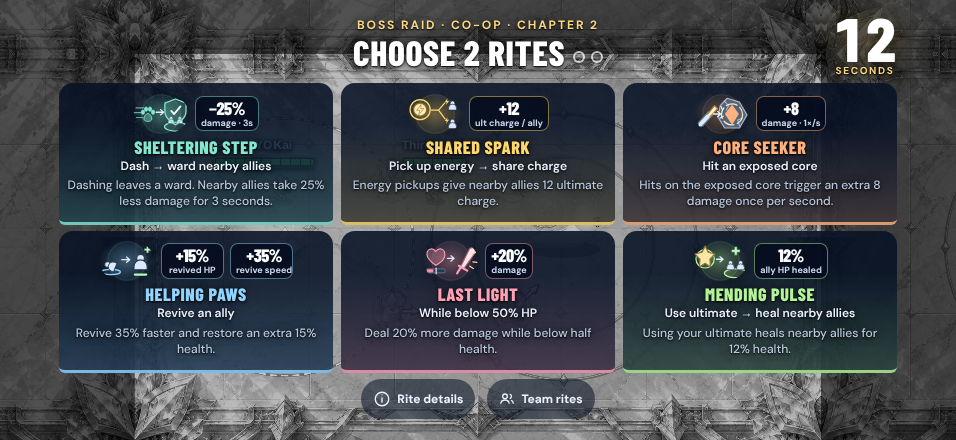 BOSS RAID · CO-OP · CHAPTER 2
CHOOSE 2 RITES
12
SECONDS
-25%
damage · 3s
SHELTERING STEP
Dash → ward nearby allies
Dashing leaves a ward. Nearby allies take 25%
less damage for 3 seconds.
+12
ult charge / ally
SHARED SPARK
Pick up energy → share charge
Energy pickups give nearby allies 12 ultimate
charge.
+8
damage · 1×/s
CORE SEEKER
Hit an exposed core
Hits on the exposed core trigger an extra 8
damage once per second.
+15%
revived HP
+35%
revive speed
HELPING PAWS
Revive an ally
Revive 35% faster and restore an extra 15%
health.
+20%
damage
LAST LIGHT
While below 50% HP
Deal 20% more damage while below half
health.
12%
ally HP healed
MENDING PULSE
Use ultimate → heal nearby allies
Using your ultimate heals nearby allies for
12% health.
Rite details
Team rites